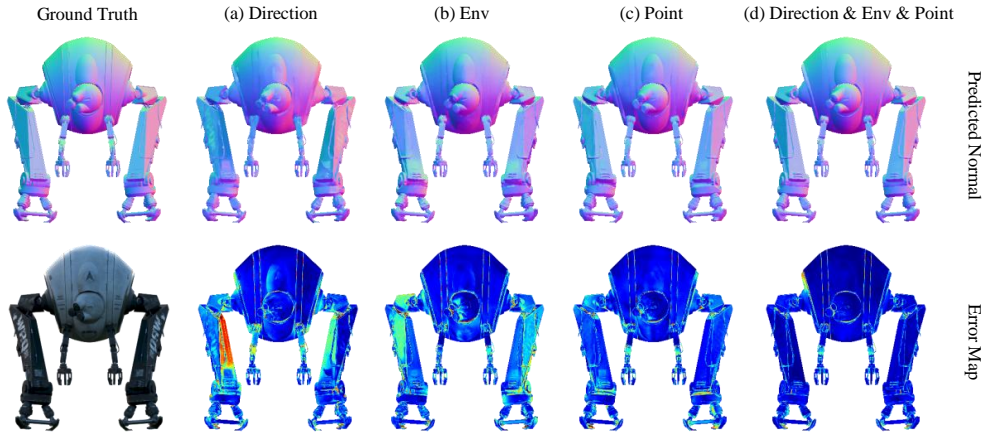 Ground Truth
(a) Direction
(b) Env
(c) Point
(d) Direction & Env & Point
Predicted Normal
Error Map